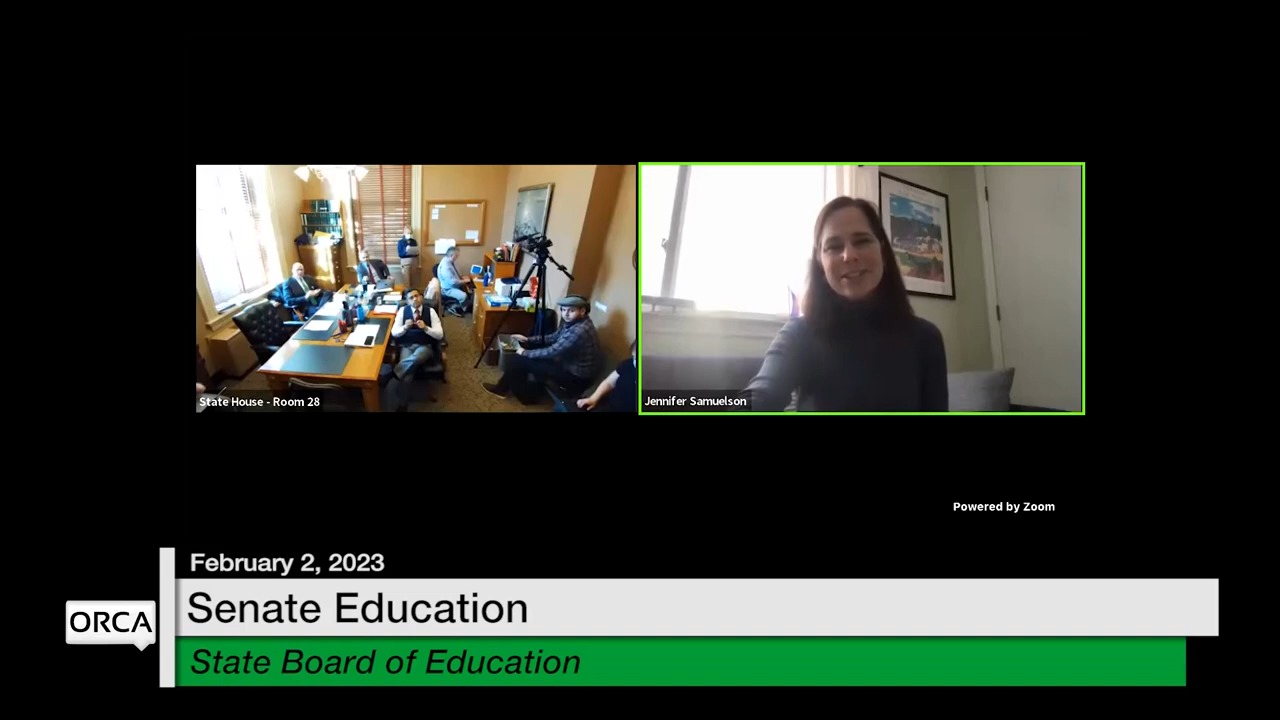 State House - Room 28
Jennifer Samuelson
Powered by Zoom
February 2, 2023
Senate Education
ORCA
State Board of Education